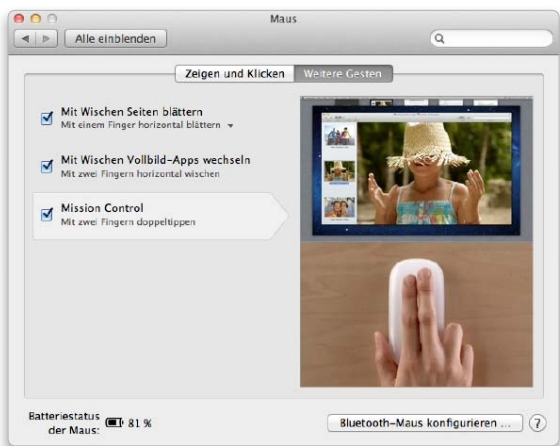 Maus
Alle einblenden
Zeigen und Klicken Weitere Gesten
Mit Wischen Seiten blättern
Mit einem Finger horizontal blättern
Mit Wischen Vollbild-Apps wechseln
Mit zwei Fingern horizontal wischen
Mission Control
Mit zwei Fingern doppeltippen
Batteriestatus
der Maus: 81 %
Bluetooth-Maus konfigurieren ... ?